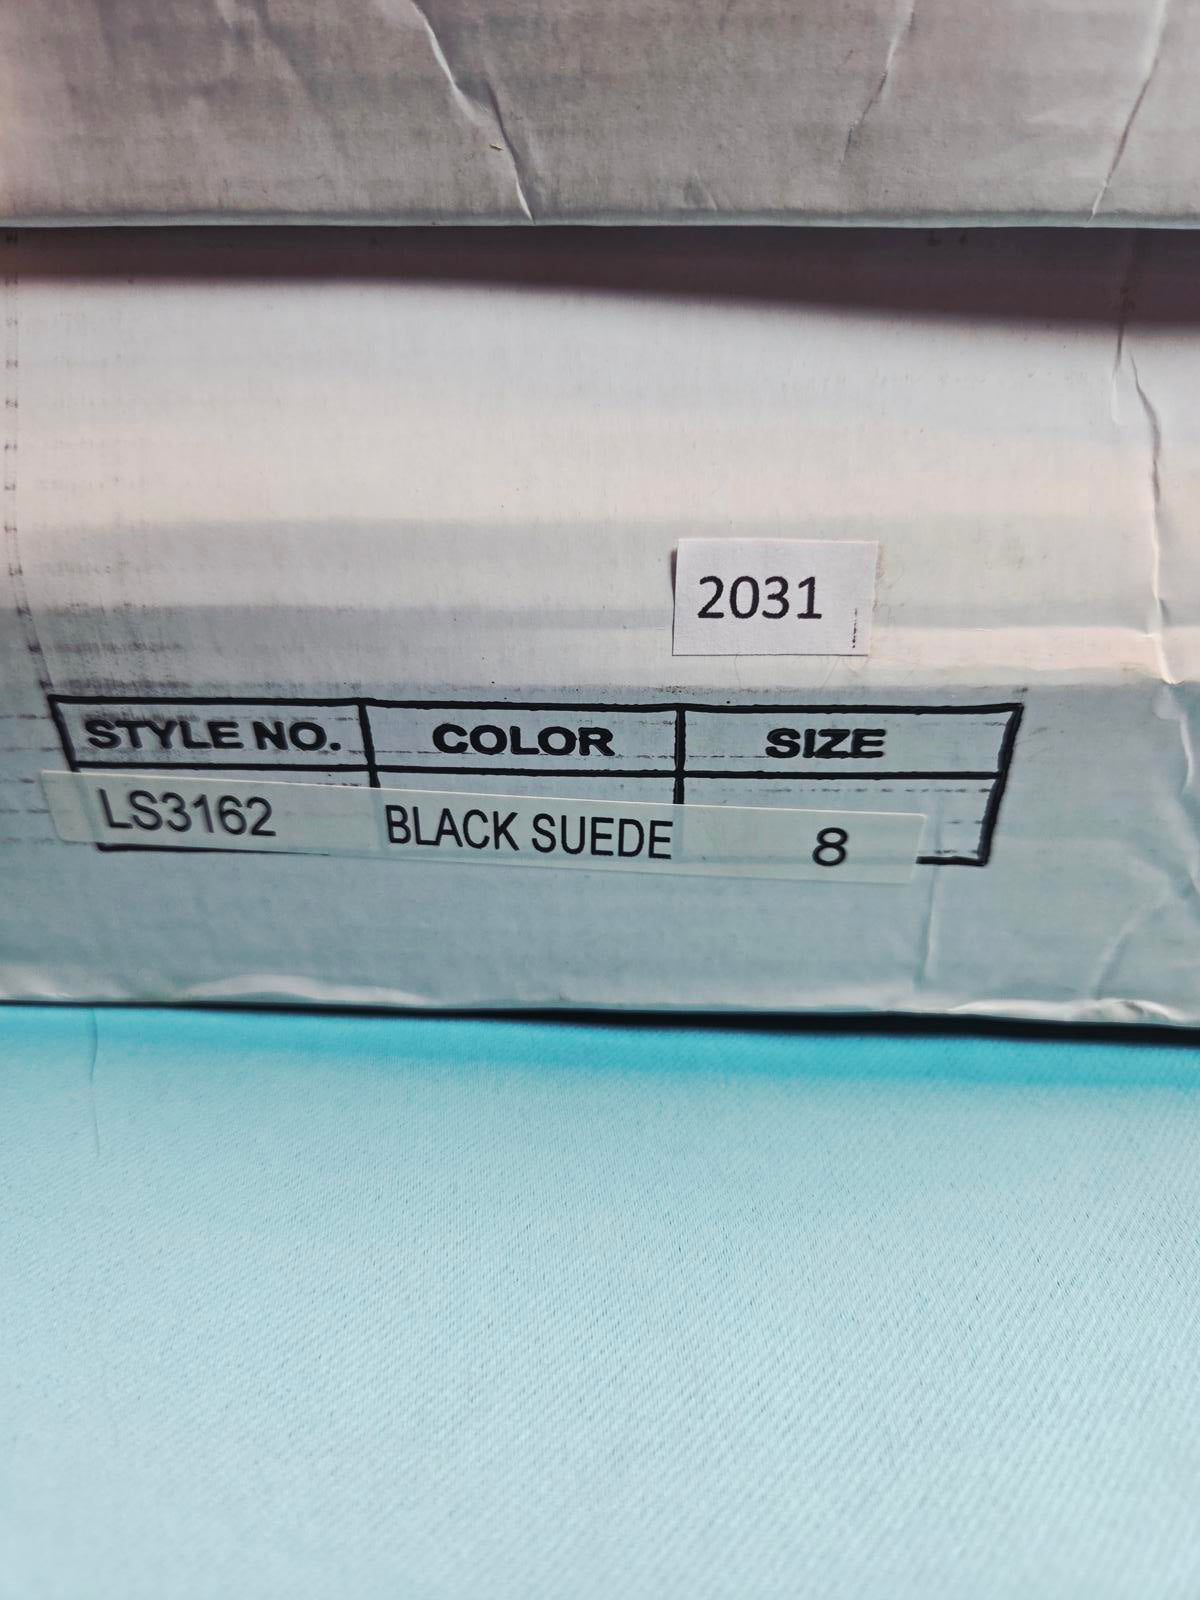 2031
STYLE NO. COLOR SIZE
LS3162 BLACK SUEDE 8